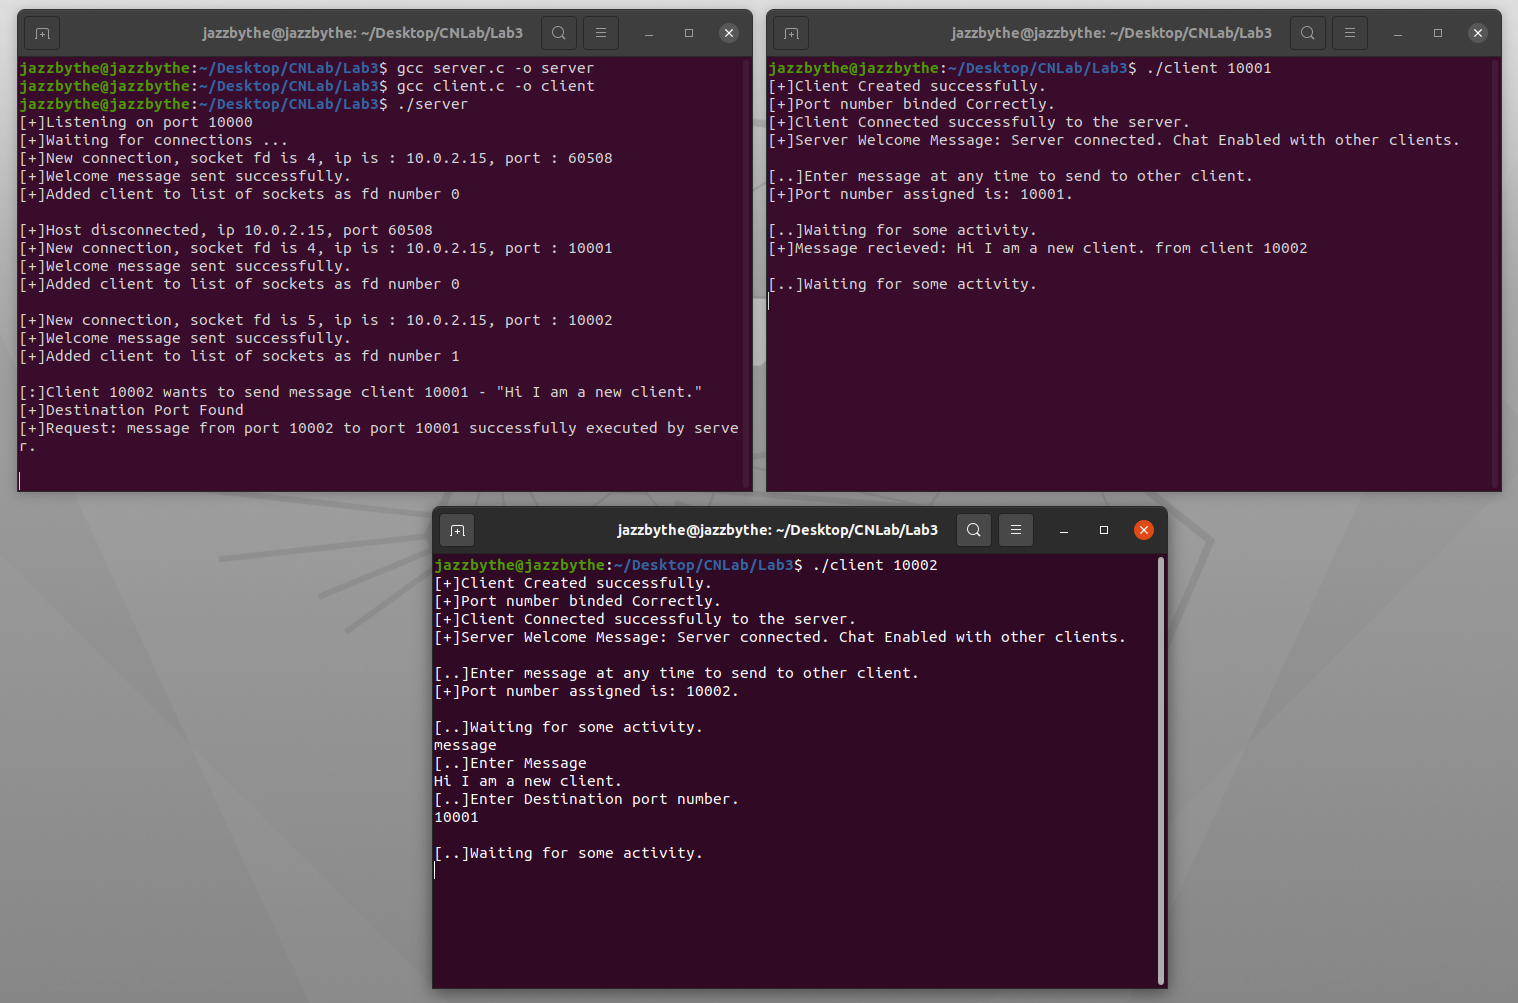 jazzbythe@jazzbythe: ~/Desktop/CNLab/Lab3
jazzbythe@jazzbythe:~/Desktop/CNLab/Lab3$ gcc server.c -o server
jazzbythe@jazzbythe:~/Desktop/CNLab/Lab3$ gcc client.c -o client
jazzbythe@jazzbythe:~/Desktop/CNLab/Lab3$ ./server
[+]Listening on port 10000
[+]Waiting for connections ...
[+]New connection, socket fd is 4, ip is : 10.0.2.15, port : 60508
[+]Welcome message sent successfully.
[+]Added client to list of sockets as fd number 0
[+]Host disconnected, ip 10.0.2.15, port 60508
[+]New connection, socket fd is 4, ip is : 10.0.2.15, port : 10001
[+]Welcome message sent successfully.
[+]Added client to list of sockets as fd number 0
[+]New connection, socket fd is 5, ip is : 10.0.2.15, port : 10002
[+]Welcome message sent successfully.
[+]Added client to list of sockets as fd number 1
[:]Client 10002 wants to send message client 10001 - "Hi I am a new client."
[+]Destination Port Found
[+]Request: message from port 10002 to port 10001 successfully executed by serve
r.
jazzbythe@jazzbythe: ~/Desktop/CNLab/Lab3
jazzbythe@jazzbythe:~/Desktop/CNLab/Lab3$ ./client 10001
[+]Client Created successfully.
[+]Port number binded Correctly.
[+]Client Connected successfully to the server.
[+]Server Welcome Message: Server connected. Chat Enabled with other clients.
[..]Enter message at any time to send to other client.
[+]Port number assigned is: 10001.
[..]Waiting for some activity.
[+]Message recieved: Hi I am a new client. from client 10002
[..]Waiting for some activity.
jazzbythe@jazzbythe: ~/Desktop/CNLab/Lab3
jazzbythe@jazzbythe:~/Desktop/CNLab/Lab3$ ./client 10002
[+]Client Created successfully.
[+]Port number binded Correctly.
[+]Client Connected successfully to the server.
[+]Server Welcome Message: Server connected. Chat Enabled with other clients.
[..]Enter message at any time to send to other client.
[+]Port number assigned is: 10002.
[..]Waiting for some activity.
message
[..]Enter Message
Hi I am a new client.
[..]Enter Destination port number.
10001
[..]Waiting for some activity.